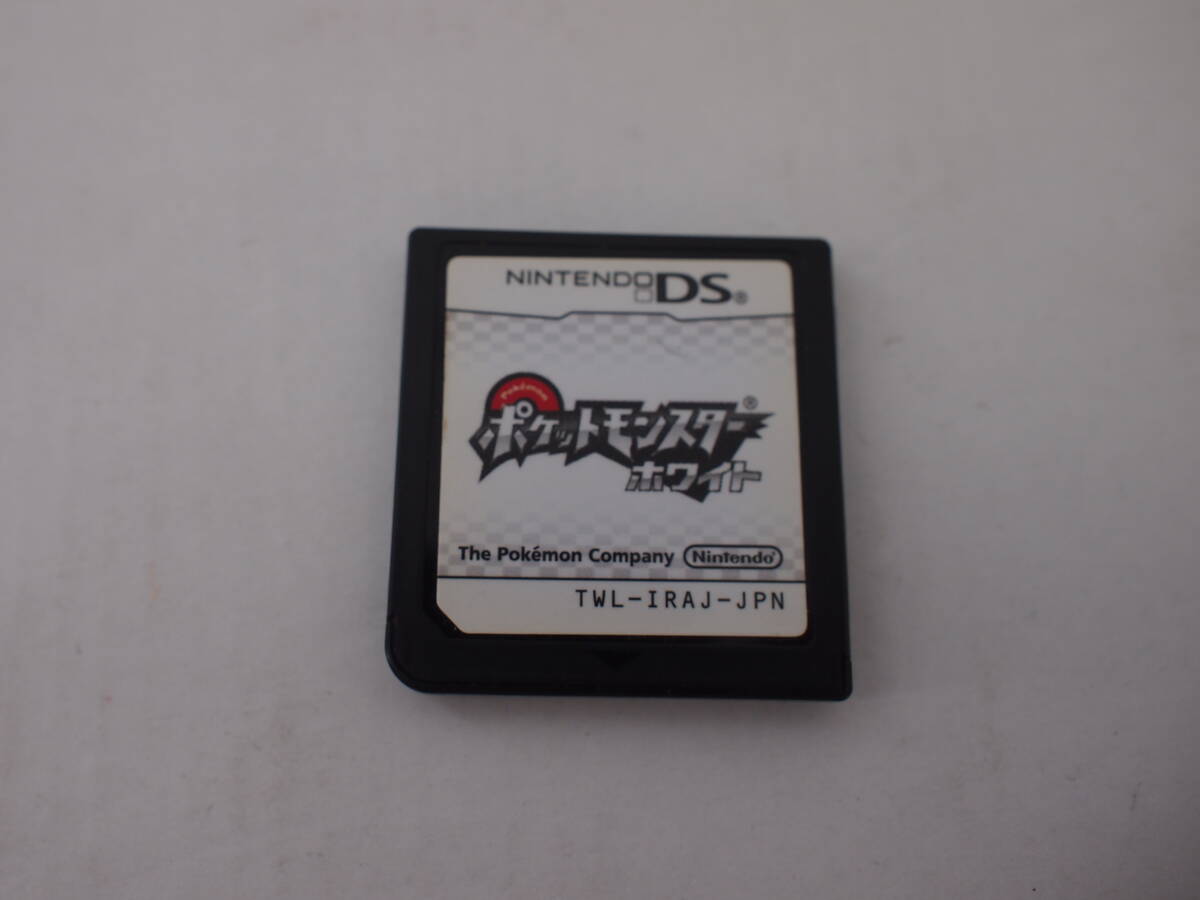 NINTENDO DS®
Pokémon
ポケットモンスター®
ホワイト
The Pokémon Company Nintendo®
TWL-IRAJ-JPN